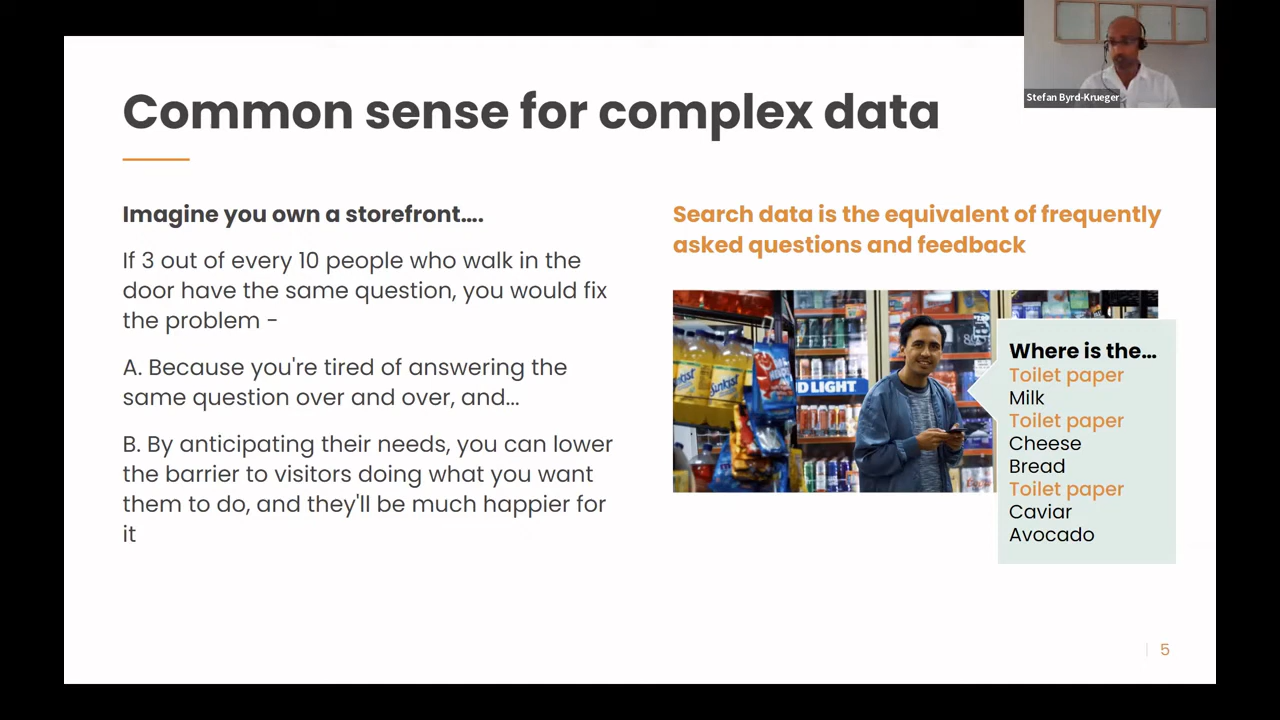 Stefan Byrd-Krueger
Common sense for complex data
Imagine you own a storefront....
If 3 out of every 10 people who walk in the
door have the same question, you would fix
the problem -
A. Because you're tired of answering the
same question over and over, and...
B. By anticipating their needs, you can lower
the barrier to visitors doing what you want
them to do, and they'll be much happier for
it
Search data is the equivalent of frequently
asked questions and feedback
Sunkist
D LIGHT
Where is the...
Toilet paper
Milk
Toilet paper
Cheese
Bread
Toilet paper
Caviar
Avocado
5